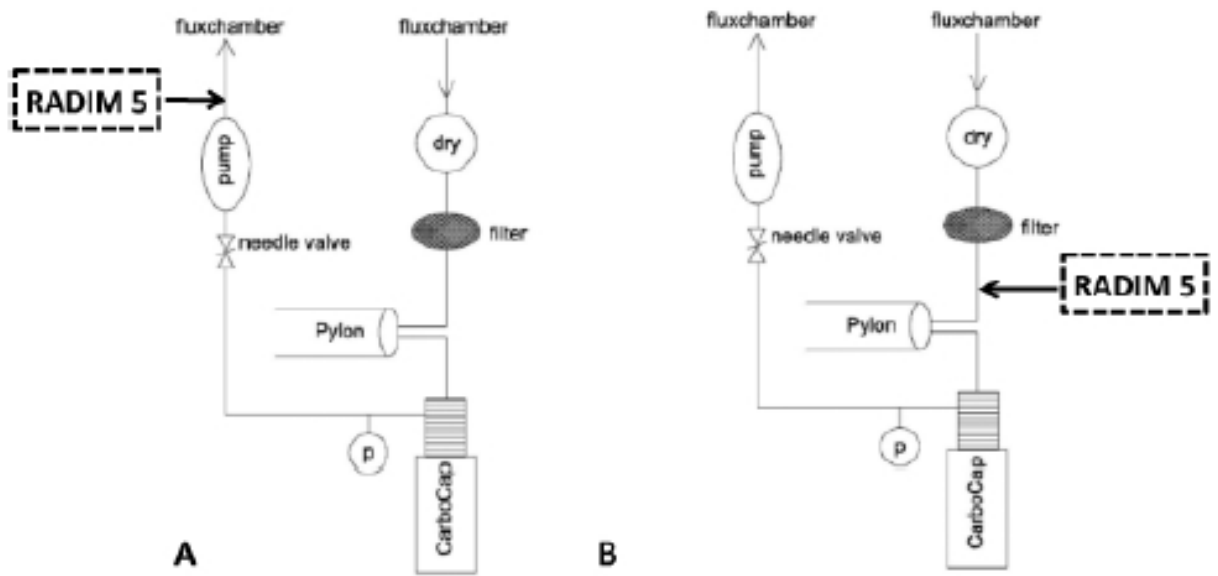 fluxchamber
fluxchamber
RADIM 5
dry
pump
filter
needle valve
Pylon
p
CarboCap
A
fluxchamber
fluxchamber
dry
pump
filter
needle valve
RADIM 5
Pylon
p
CarboCap
B